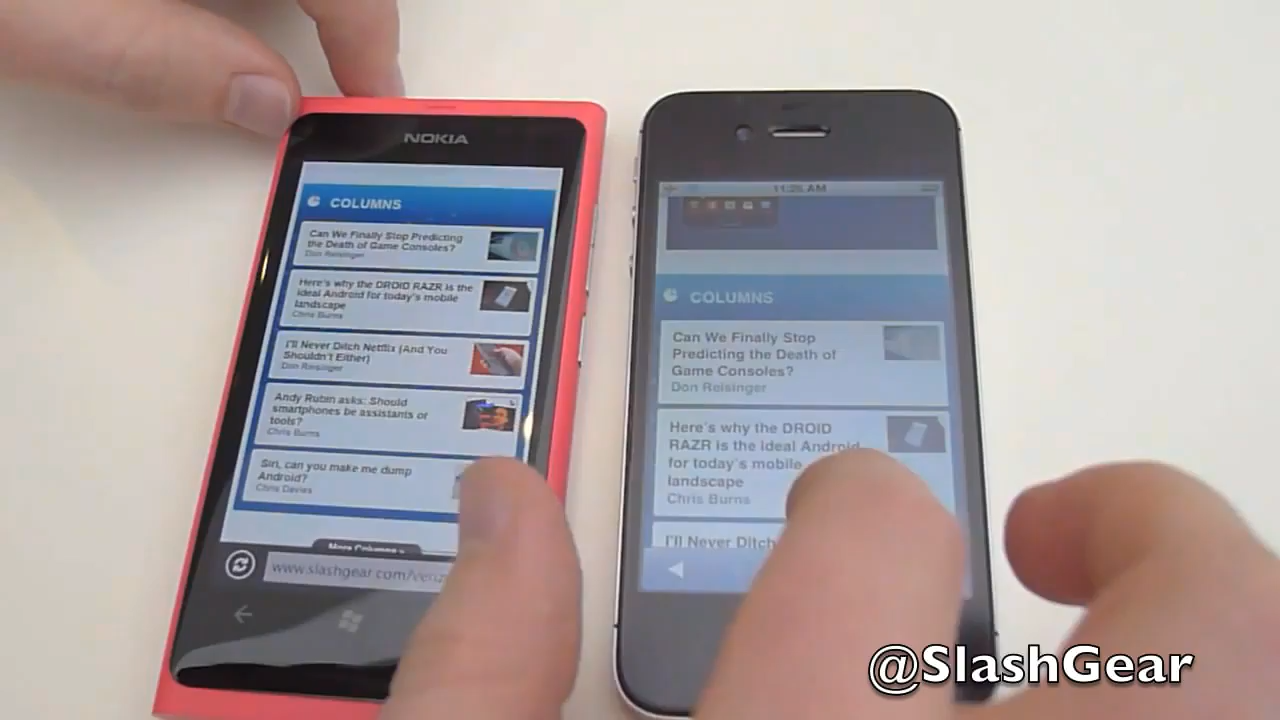 NOKIA
COLUMNS
Can We Finally Stop Predicting
the Death of Game Consoles?
Don Reisinger
Here's why the DROID RAZR is the
ideal Android for today's mobile
landscape
Chris Burns
I'll Never Ditch Netflix (And You
Shouldn't Either)
Don Reisinger
Andy Rubin asks: Should
smartphones be assistants or
tools?
Chris Burns
Siri, can you make me dump
Android?
Chris Davies
More Columns »
www.slashgear.com/veriz
11:25 AM
COLUMNS
Can We Finally Stop
Predicting the Death of
Game Consoles?
Don Reisinger
Here's why the DROID
RAZR is the ideal Android
for today's mobile
landscape
Chris Burns
I'll Never Ditch
@SlashGear